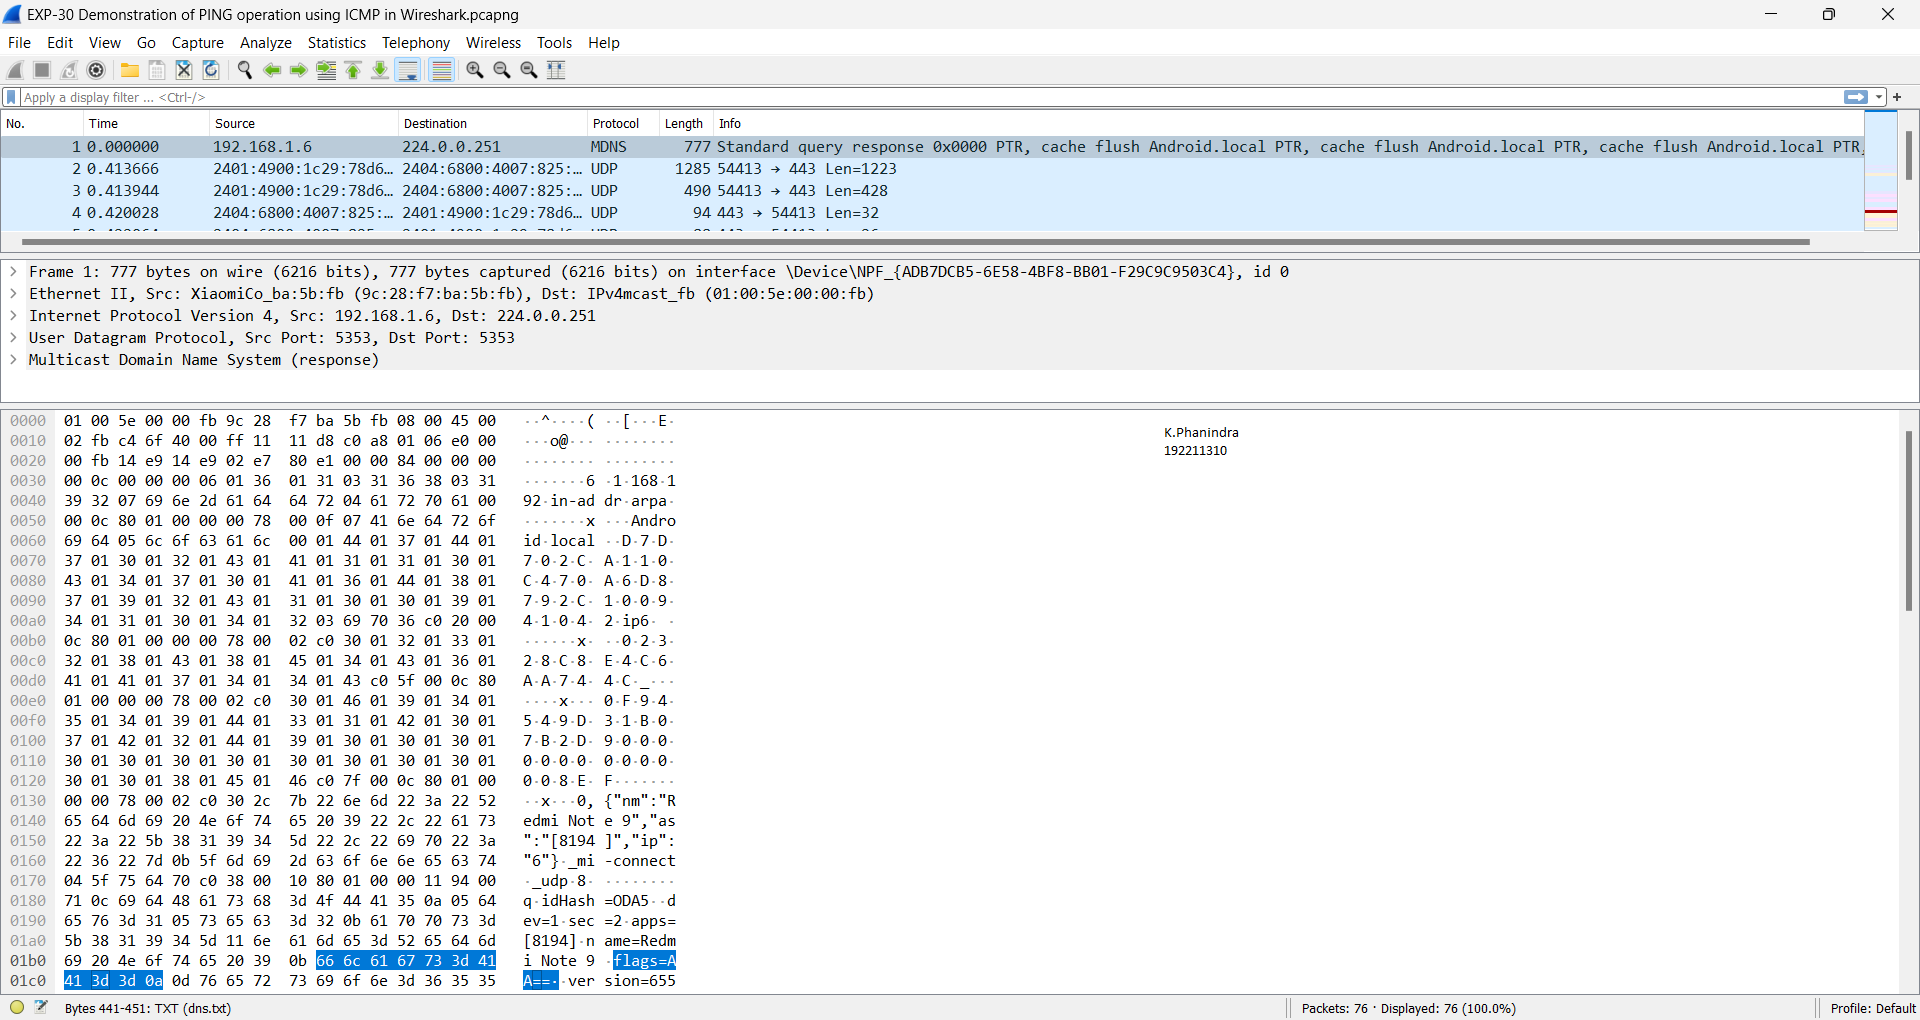 EXP-30 Demonstration of PING operation using ICMP in Wireshark.pcapng
File Edit View Go Capture Analyze Statistics Telephony Wireless Tools Help
Apply a display filter ... <Ctrl-/>
No. Time Source Destination Protocol Length Info
1 0.000000 192.168.1.6 224.0.0.251 MDNS 777 Standard query response 0x0000 PTR, cache flush Android.local PTR, cache flush Android.local PTR, cache flush Android.local PTR,
2 0.413666 2401:4900:1c29:78d6… 2404:6800:4007:825:… UDP 1285 54413 → 443 Len=1223
3 0.413944 2401:4900:1c29:78d6… 2404:6800:4007:825:… UDP 490 54413 → 443 Len=428
4 0.420028 2404:6800:4007:825:… 2401:4900:1c29:78d6… UDP 94 443 → 54413 Len=32
Frame 1: 777 bytes on wire (6216 bits), 777 bytes captured (6216 bits) on interface \Device\NPF_{ADB7DCB5-6E58-4BF8-BB01-F29C9C9503C4}, id 0
Ethernet II, Src: XiaomiCo_ba:5b:fb (9c:28:f7:ba:5b:fb), Dst: IPv4mcast_fb (01:00:5e:00:00:fb)
Internet Protocol Version 4, Src: 192.168.1.6, Dst: 224.0.0.251
User Datagram Protocol, Src Port: 5353, Dst Port: 5353
Multicast Domain Name System (response)
0000 01 00 5e 00 00 fb 9c 28 f7 ba 5b fb 08 00 45 00 ··^····( ··[···E·
0010 02 fb c4 6f 40 00 ff 11 11 d8 c0 a8 01 06 e0 00 ···o@··· ········
0020 00 fb 14 e9 14 e9 02 e7 80 e1 00 00 84 00 00 00 ········ ········
0030 00 0c 00 00 00 06 01 36 01 31 03 31 36 38 03 31 ·······6 ·1·168·1
0040 39 32 07 69 6e 2d 61 64 64 72 04 61 72 70 61 00 92·in-ad dr·arpa·
0050 00 0c 80 01 00 00 00 78 00 0f 07 41 6e 64 72 6f ·······x ···Andro
0060 69 64 05 6c 6f 63 61 6c 00 01 44 01 37 01 44 01 id·local ··D·7·D·
0070 37 01 30 01 32 01 43 01 41 01 31 01 31 01 30 01 7·0·2·C· A·1·1·0·
0080 43 01 34 01 37 01 30 01 41 01 36 01 44 01 38 01 C·4·7·0· A·6·D·8·
0090 37 01 39 01 32 01 43 01 31 01 30 01 30 01 39 01 7·9·2·C· 1·0·0·9·
00a0 34 01 31 01 30 01 34 01 32 03 69 70 36 c0 20 00 4·1·0·4· 2·ip6· ·
00b0 0c 80 01 00 00 00 78 00 02 c0 30 01 32 01 33 01 ······x· ··0·2·3·
00c0 32 01 38 01 43 01 38 01 45 01 34 01 43 01 36 01 2·8·C·8· E·4·C·6·
00d0 41 01 41 01 37 01 34 01 34 01 43 c0 5f 00 0c 80 A·A·7·4· 4·C·_···
00e0 01 00 00 00 78 00 02 c0 30 01 46 01 39 01 34 01 ····x··· 0·F·9·4·
00f0 35 01 34 01 39 01 44 01 33 01 31 01 42 01 30 01 5·4·9·D· 3·1·B·0·
0100 37 01 42 01 32 01 44 01 39 01 30 01 30 01 30 01 7·B·2·D· 9·0·0·0·
0110 30 01 30 01 30 01 30 01 30 01 30 01 30 01 30 01 0·0·0·0· 0·0·0·0·
0120 30 01 30 01 38 01 45 01 46 c0 7f 00 0c 80 01 00 0·0·8·E· F·······
0130 00 00 78 00 02 c0 30 2c 7b 22 6e 6d 22 3a 22 52 ··x···0, {"nm":"R
0140 65 64 6d 69 20 4e 6f 74 65 20 39 22 2c 22 61 73 edmi Not e 9","as
0150 22 3a 22 5b 38 31 39 34 5d 22 2c 22 69 70 22 3a ":"[8194 ]","ip":
0160 22 36 22 7d 0b 5f 6d 69 2d 63 6f 6e 6e 65 63 74 "6"}·_mi -connect
0170 04 5f 75 64 70 c0 38 00 10 80 01 00 00 11 94 00 ·_udp·8· ········
0180 71 0c 69 64 48 61 73 68 3d 4f 44 41 35 0a 05 64 q·idHash =ODA5··d
0190 65 76 3d 31 05 73 65 63 3d 32 0b 61 70 70 73 3d ev=1·sec =2·apps=
01a0 5b 38 31 39 34 5d 11 6e 61 6d 65 3d 52 65 64 6d [8194]·n ame=Redm
01b0 69 20 4e 6f 74 65 20 39 0b 66 6c 61 67 73 3d 41 i Note 9 ·flags=A
01c0 41 3d 3d 0a 0d 76 65 72 73 69 6f 6e 3d 36 35 35 A==··ver sion=655
K.Phanindra
192211310
Bytes 441-451: TXT (dns.txt) Packets: 76 · Displayed: 76 (100.0%) Profile: Default